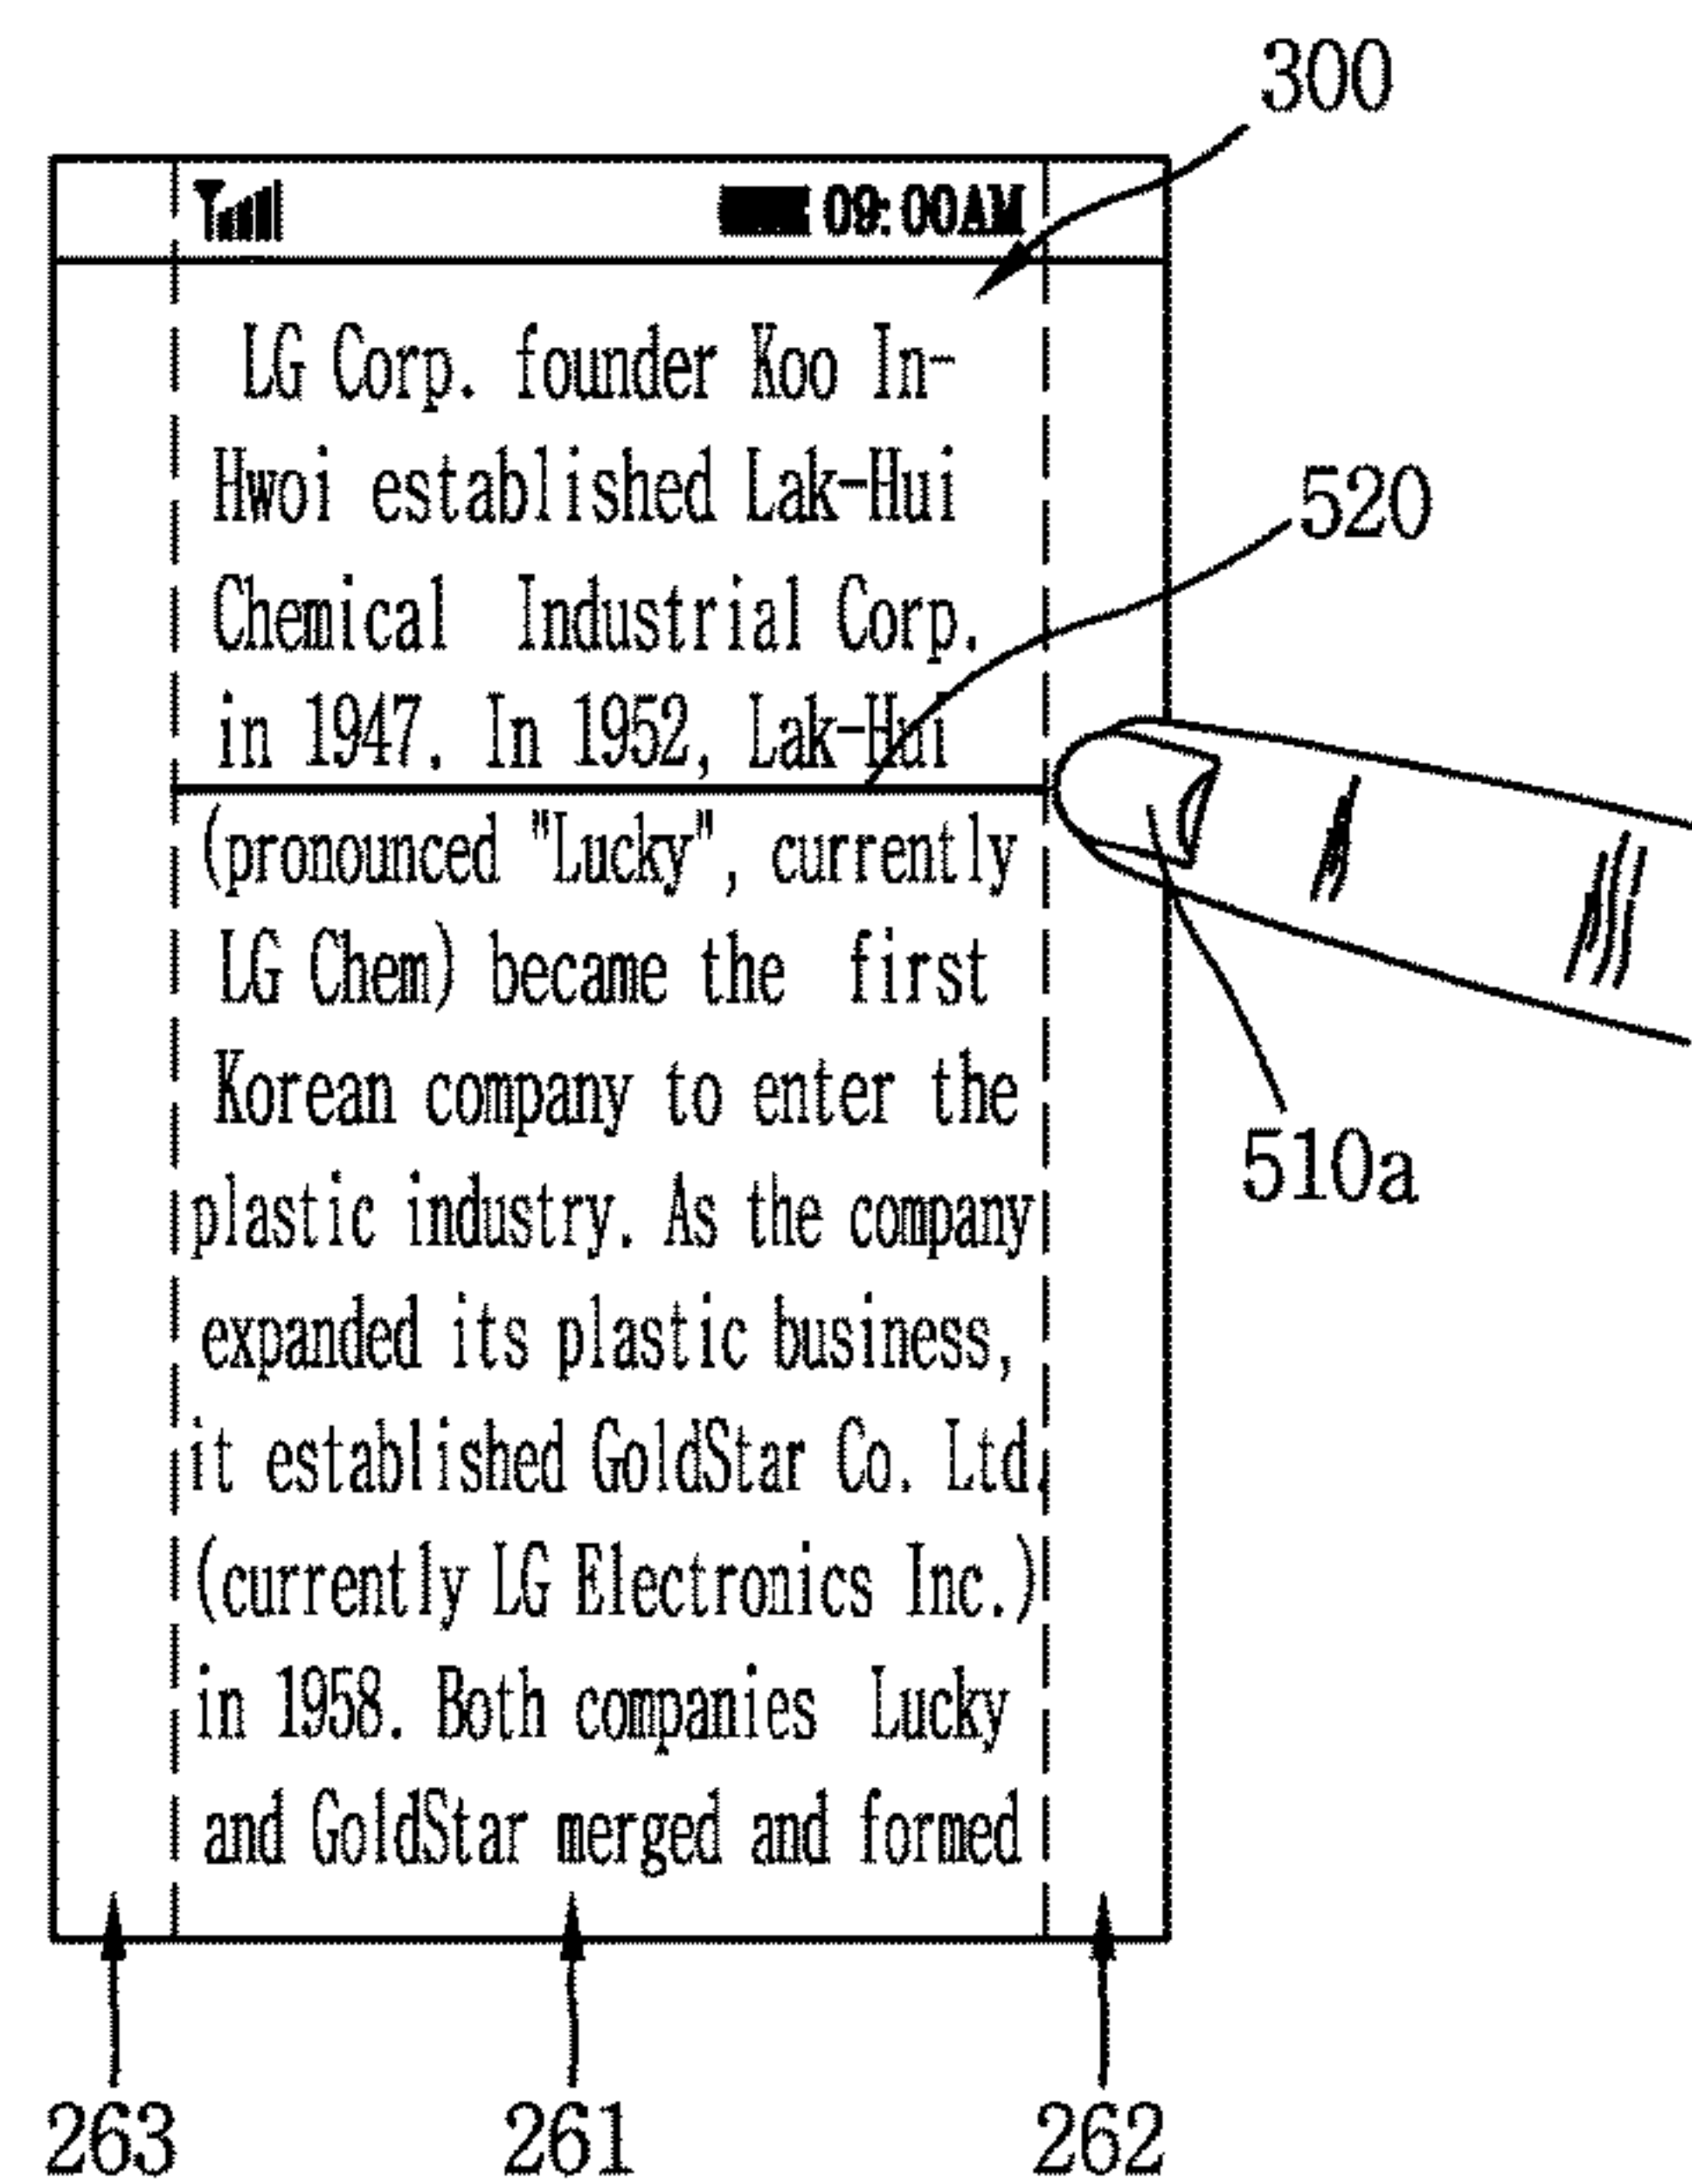 300
09:00AM
LG Corp. founder Koo In-
Hwoi established Lak-Hui
520
Chemical Industrial Corp.
in 1947. In 1952, Lak-Hui
(pronounced "Lucky", currently
LG Chem) became the first
Korean company to enter the
510a
plastic industry. As the company
expanded its plastic business,
it established GoldStar Co. Ltd.
(currently LG Electronics Inc.)
in 1958. Both companies Lucky
and GoldStar merged and formed
263 261 262